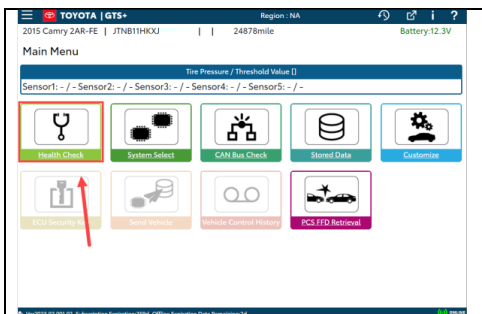 TOYOTA | GTS+ Region : NA i ?
2015 Camry 2AR-FE | JTNB11HKXJ | | 24878mile Battery:12.3V
Main Menu
Tire Pressure / Threshold Value []
Sensor1: - / - Sensor2: - / - Sensor3: - / - Sensor4: - / - Sensor5: - / -
Health Check System Select CAN Bus Check Stored Data Customize
ECU Security Key Send Vehicle Vehicle Control History PCS FFD Retrieval
ONLINE